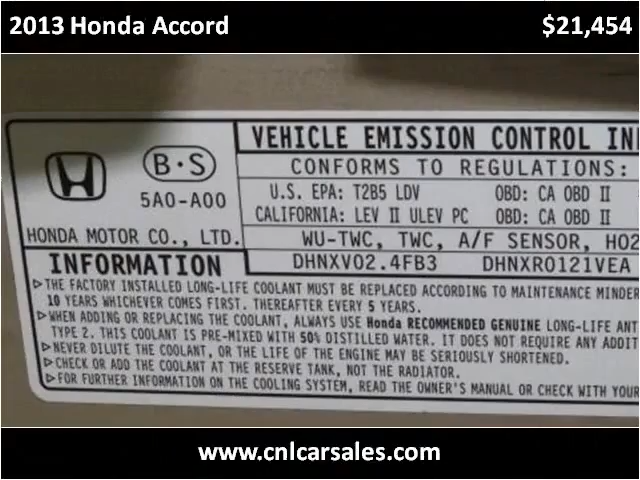 2013 Honda Accord $21,454
VEHICLE EMISSION CONTROL
B·S
CONFORMS TO REGULATIONS:
5A0-A00
U.S. EPA: T2B5 LDV OBD: CA OBD II
CALIFORNIA: LEV II ULEV PC OBD: CA OBD II
HONDA MOTOR CO., LTD.
WU-TWC, TWC, A/F SENSOR, HO2
INFORMATION
DHNXV02.4FB3 DHNXR0121VEA
▷THE FACTORY INSTALLED LONG-LIFE COOLANT MUST BE REPLACED ACCORDING TO MAINTENANCE MINDER
10 YEARS WHICHEVER COMES FIRST. THEREAFTER EVERY 5 YEARS.
▷WHEN ADDING OR REPLACING THE COOLANT, ALWAYS USE Honda RECOMMENDED GENUINE LONG-LIFE ANT
TYPE 2. THIS COOLANT IS PRE-MIXED WITH 50% DISTILLED WATER. IT DOES NOT REQUIRE ANY ADDIT
▷NEVER DILUTE THE COOLANT, OR THE LIFE OF THE ENGINE MAY BE SERIOUSLY SHORTENED.
▷CHECK OR ADD THE COOLANT AT THE RESERVE TANK, NOT THE RADIATOR.
▷FOR FURTHER INFORMATION ON THE COOLING SYSTEM, READ THE OWNER'S MANUAL OR CHECK WITH YOUR
www.cnlcarsales.com